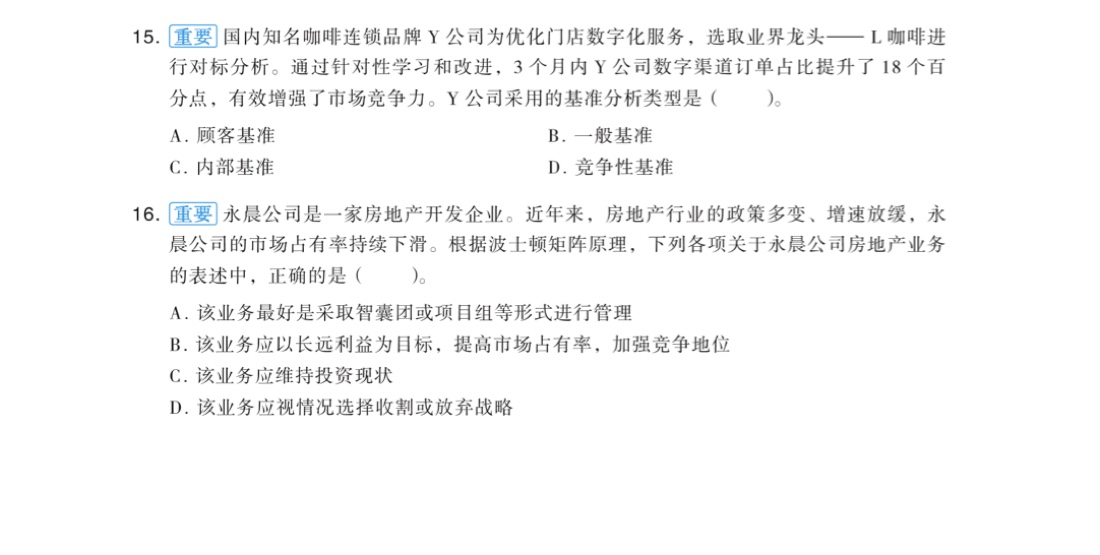 15. 重要 国内知名咖啡连锁品牌 Y 公司为优化门店数字化服务，选取业界龙头—— L 咖啡进
行对标分析。通过针对性学习和改进，3 个月内 Y 公司数字渠道订单占比提升了 18 个百
分点，有效增强了市场竞争力。Y 公司采用的基准分析类型是（　　）。
A. 顾客基准　　B. 一般基准
C. 内部基准　　D. 竞争性基准
16. 重要 永晨公司是一家房地产开发企业。近年来，房地产行业的政策多变、增速放缓，永
晨公司的市场占有率持续下滑。根据波士顿矩阵原理，下列各项关于永晨公司房地产业务
的表述中，正确的是（　　）。
A. 该业务最好是采取智囊团或项目组等形式进行管理
B. 该业务应以长远利益为目标，提高市场占有率，加强竞争地位
C. 该业务应维持投资现状
D. 该业务应视情况选择收割或放弃战略